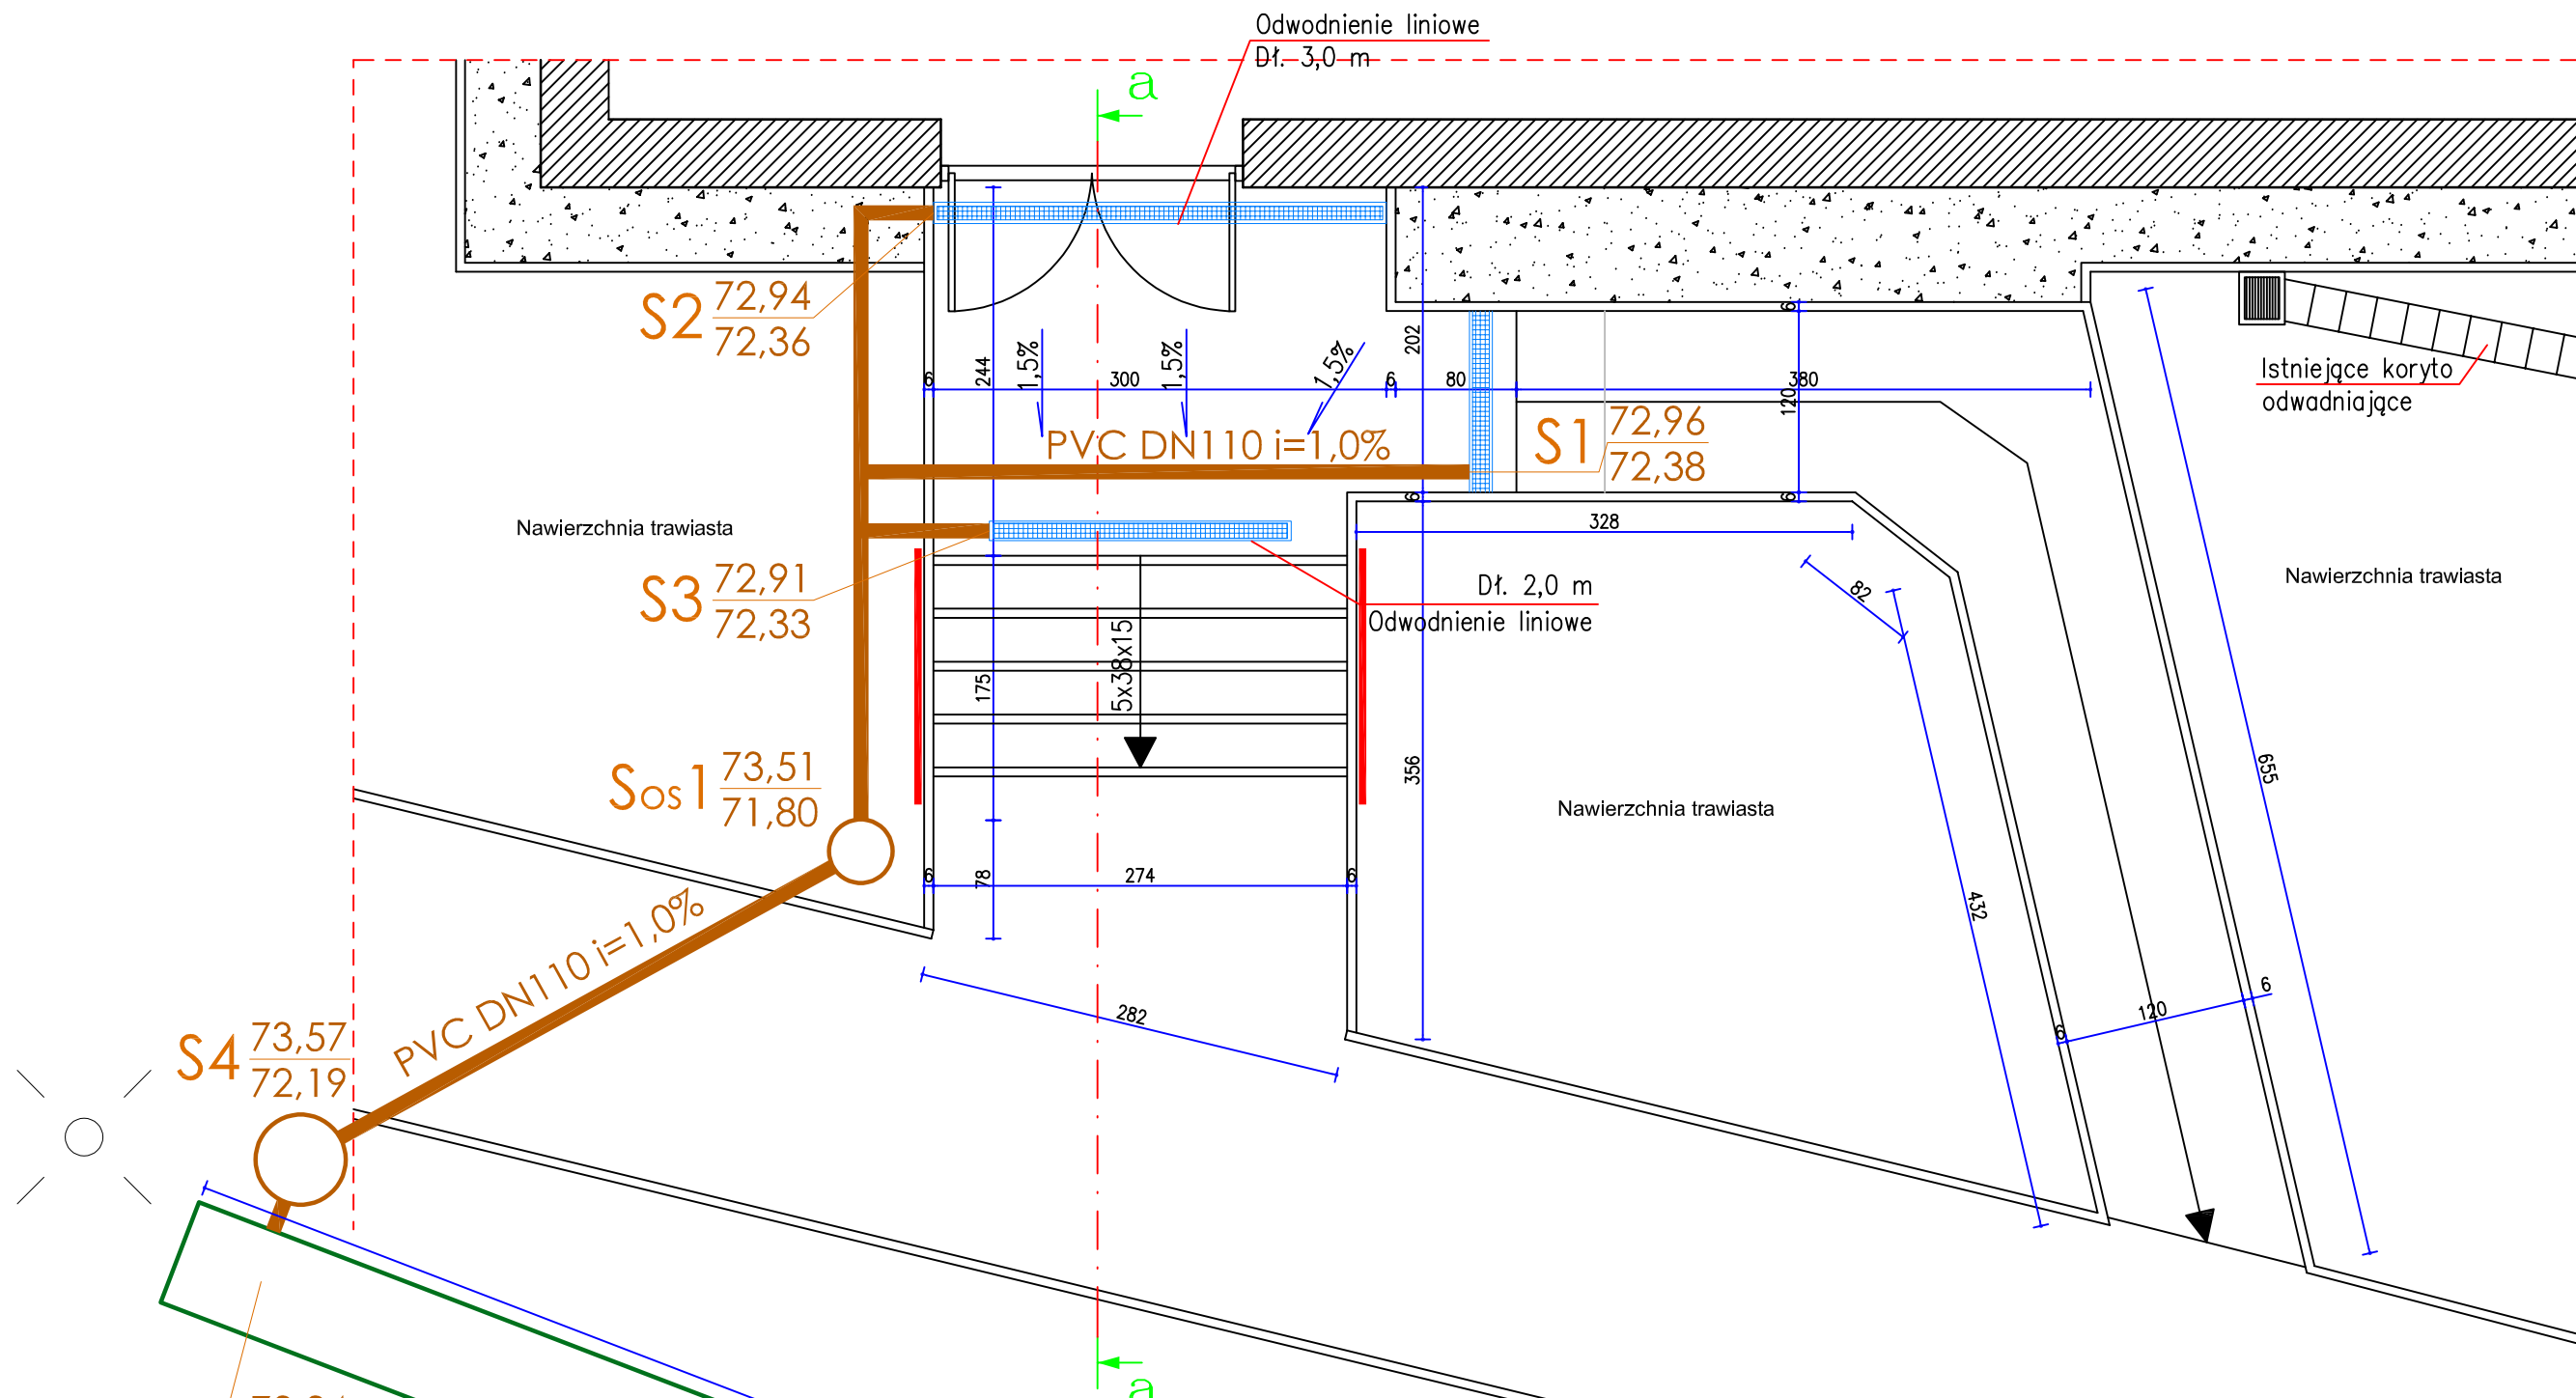 Odwodnienie liniowe
Dł. 3,0 m
a
S2 72,94
72,36
244
1,5%
1,5%
1,5%
202
6
6
300
6
80
380
120
Istniejące koryto
odwadniające
PVC DN110 i=1,0%
S1 72,96
72,38
6
6
328
Nawierzchnia trawiasta
Nawierzchnia trawiasta
S3 72,91
72,33
Dł. 2,0 m
Odwodnienie liniowe
82
5x38x15
175
356
655
Sos1 73,51
71,80
Nawierzchnia trawiasta
6
78
274
6
432
PVC DN110 i=1,0%
282
6
120
6
S4 73,57
72,19
a